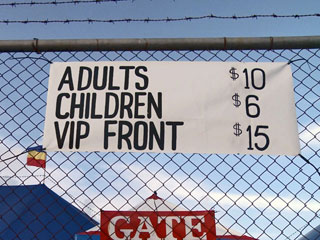 ADULTS $10
CHILDREN $6
VIP FRONT $15
GATE